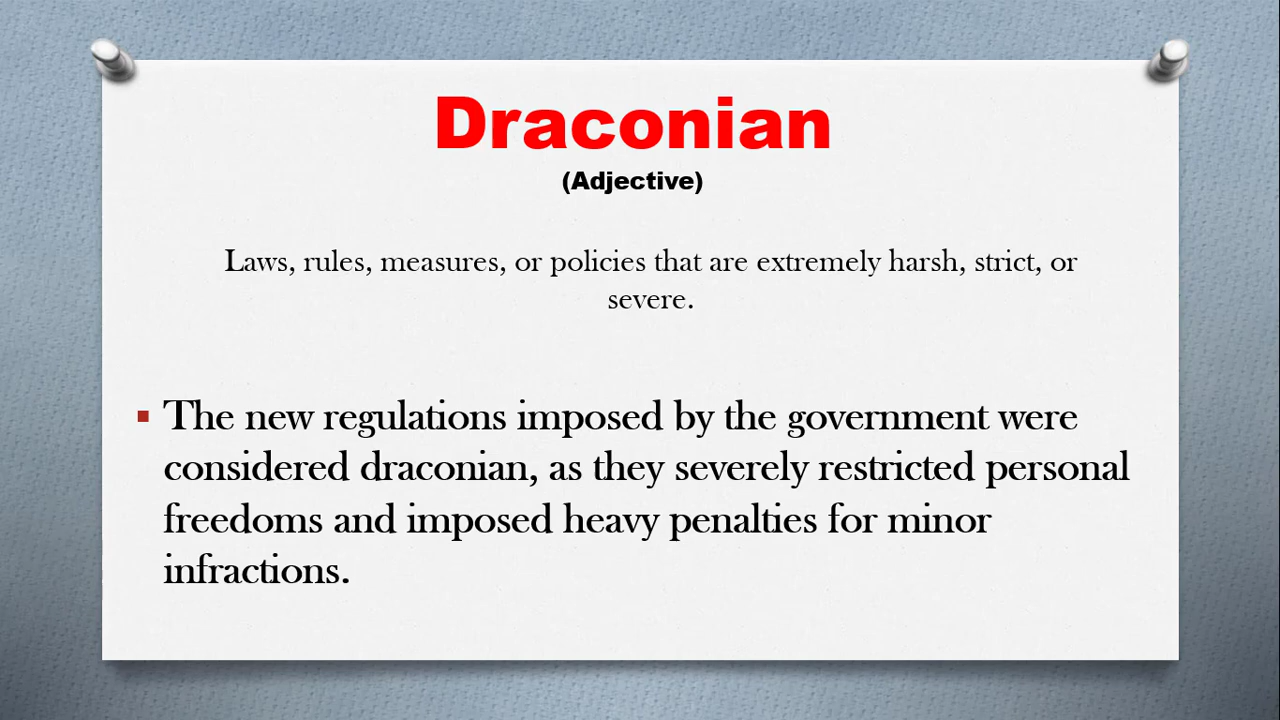 Draconian
(Adjective)
Laws, rules, measures, or policies that are extremely harsh, strict, or
severe.
The new regulations imposed by the government were
considered draconian, as they severely restricted personal
freedoms and imposed heavy penalties for minor
infractions.